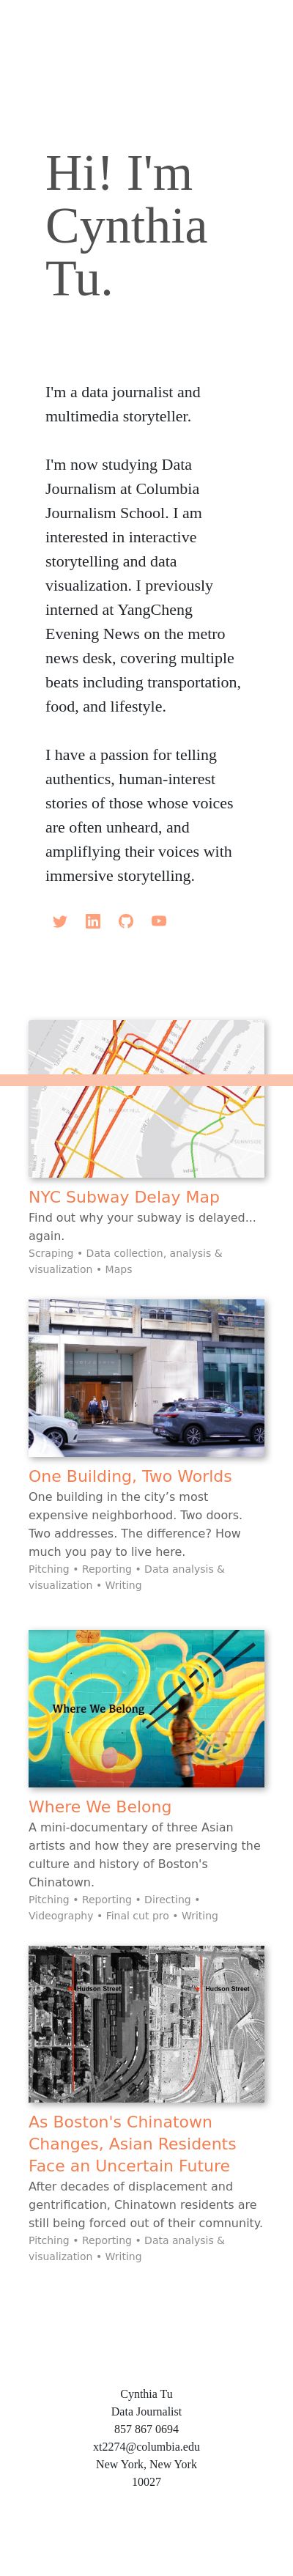 Hi! I'm
Cynthia
Tu.
I'm a data journalist and
multimedia storyteller.
I'm now studying Data
Journalism at Columbia
Journalism School. I am
interested in interactive
storytelling and data
visualization. I previously
interned at YangCheng
Evening News on the metro
news desk, covering multiple
beats including transportation,
food, and lifestyle.
I have a passion for telling
authentics, human-interest
stories of those whose voices
are often unheard, and
ampliflying their voices with
immersive storytelling.
NYC Subway Delay Map
Find out why your subway is delayed...
again.
Scraping • Data collection, analysis &
visualization • Maps
One Building, Two Worlds
One building in the city’s most
expensive neighborhood. Two doors.
Two addresses. The difference? How
much you pay to live here.
Pitching • Reporting • Data analysis &
visualization • Writing
Where We Belong
Where We Belong
A mini-documentary of three Asian
artists and how they are preserving the
culture and history of Boston's
Chinatown.
Pitching • Reporting • Directing •
Videography • Final cut pro • Writing
Hudson Street
Hudson Street
As Boston's Chinatown
Changes, Asian Residents
Face an Uncertain Future
After decades of displacement and
gentrification, Chinatown residents are
still being forced out of their community.
Pitching • Reporting • Data analysis &
visualization • Writing
Cynthia Tu
Data Journalist
857 867 0694
xt2274@columbia.edu
New York, New York
10027